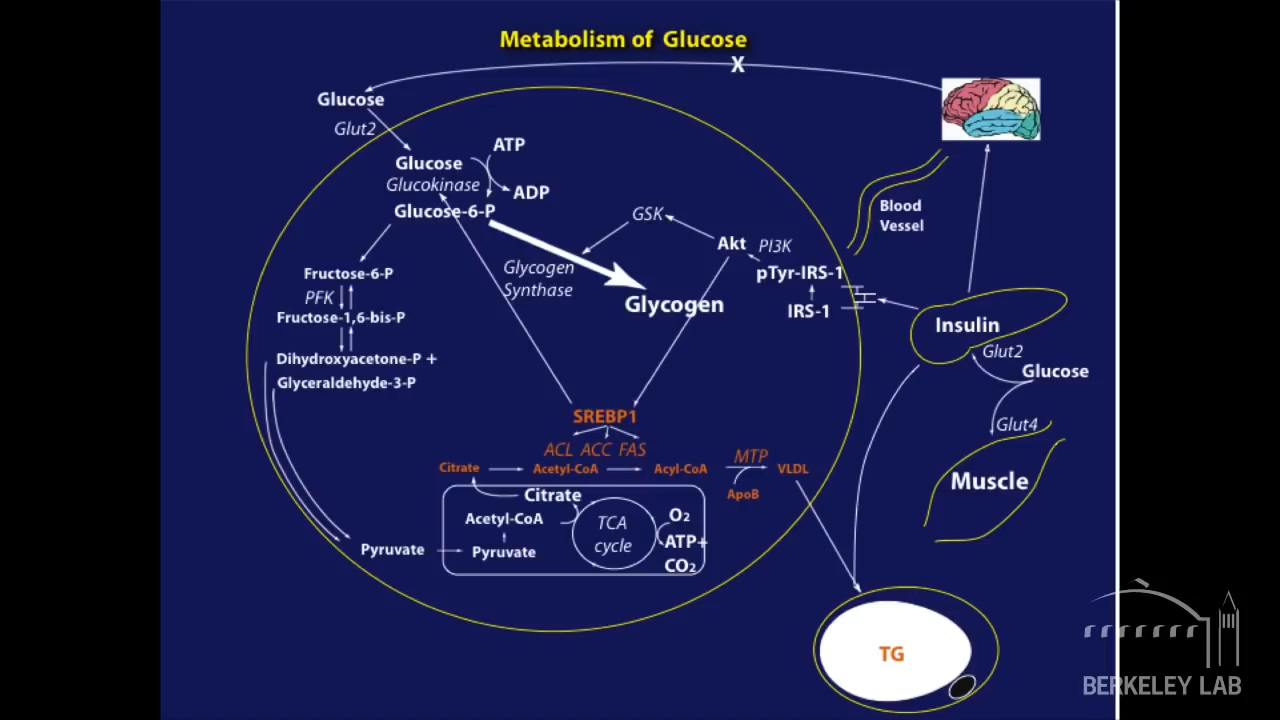 Metabolism of Glucose
X
Glucose
Glut2
Glucose
ATP
Glucokinase
ADP
Glucose-6-P
GSK
Akt
PI3K
Blood
Vessel
Glycogen
Synthase
Glycogen
pTyr-IRS-1
IRS-1
Fructose-6-P
PFK
Fructose-1,6-bis-P
Dihydroxyacetone-P +
Glyceraldehyde-3-P
Insulin
Glut2
Glucose
Glut4
Muscle
SREBP1
ACL ACC FAS
Citrate
Acetyl-CoA
Acyl-CoA
MTP
VLDL
ApoB
Citrate
Acetyl-CoA
TCA
cycle
O2
ATP+
CO2
Pyruvate
Pyruvate
TG
BERKELEY LAB